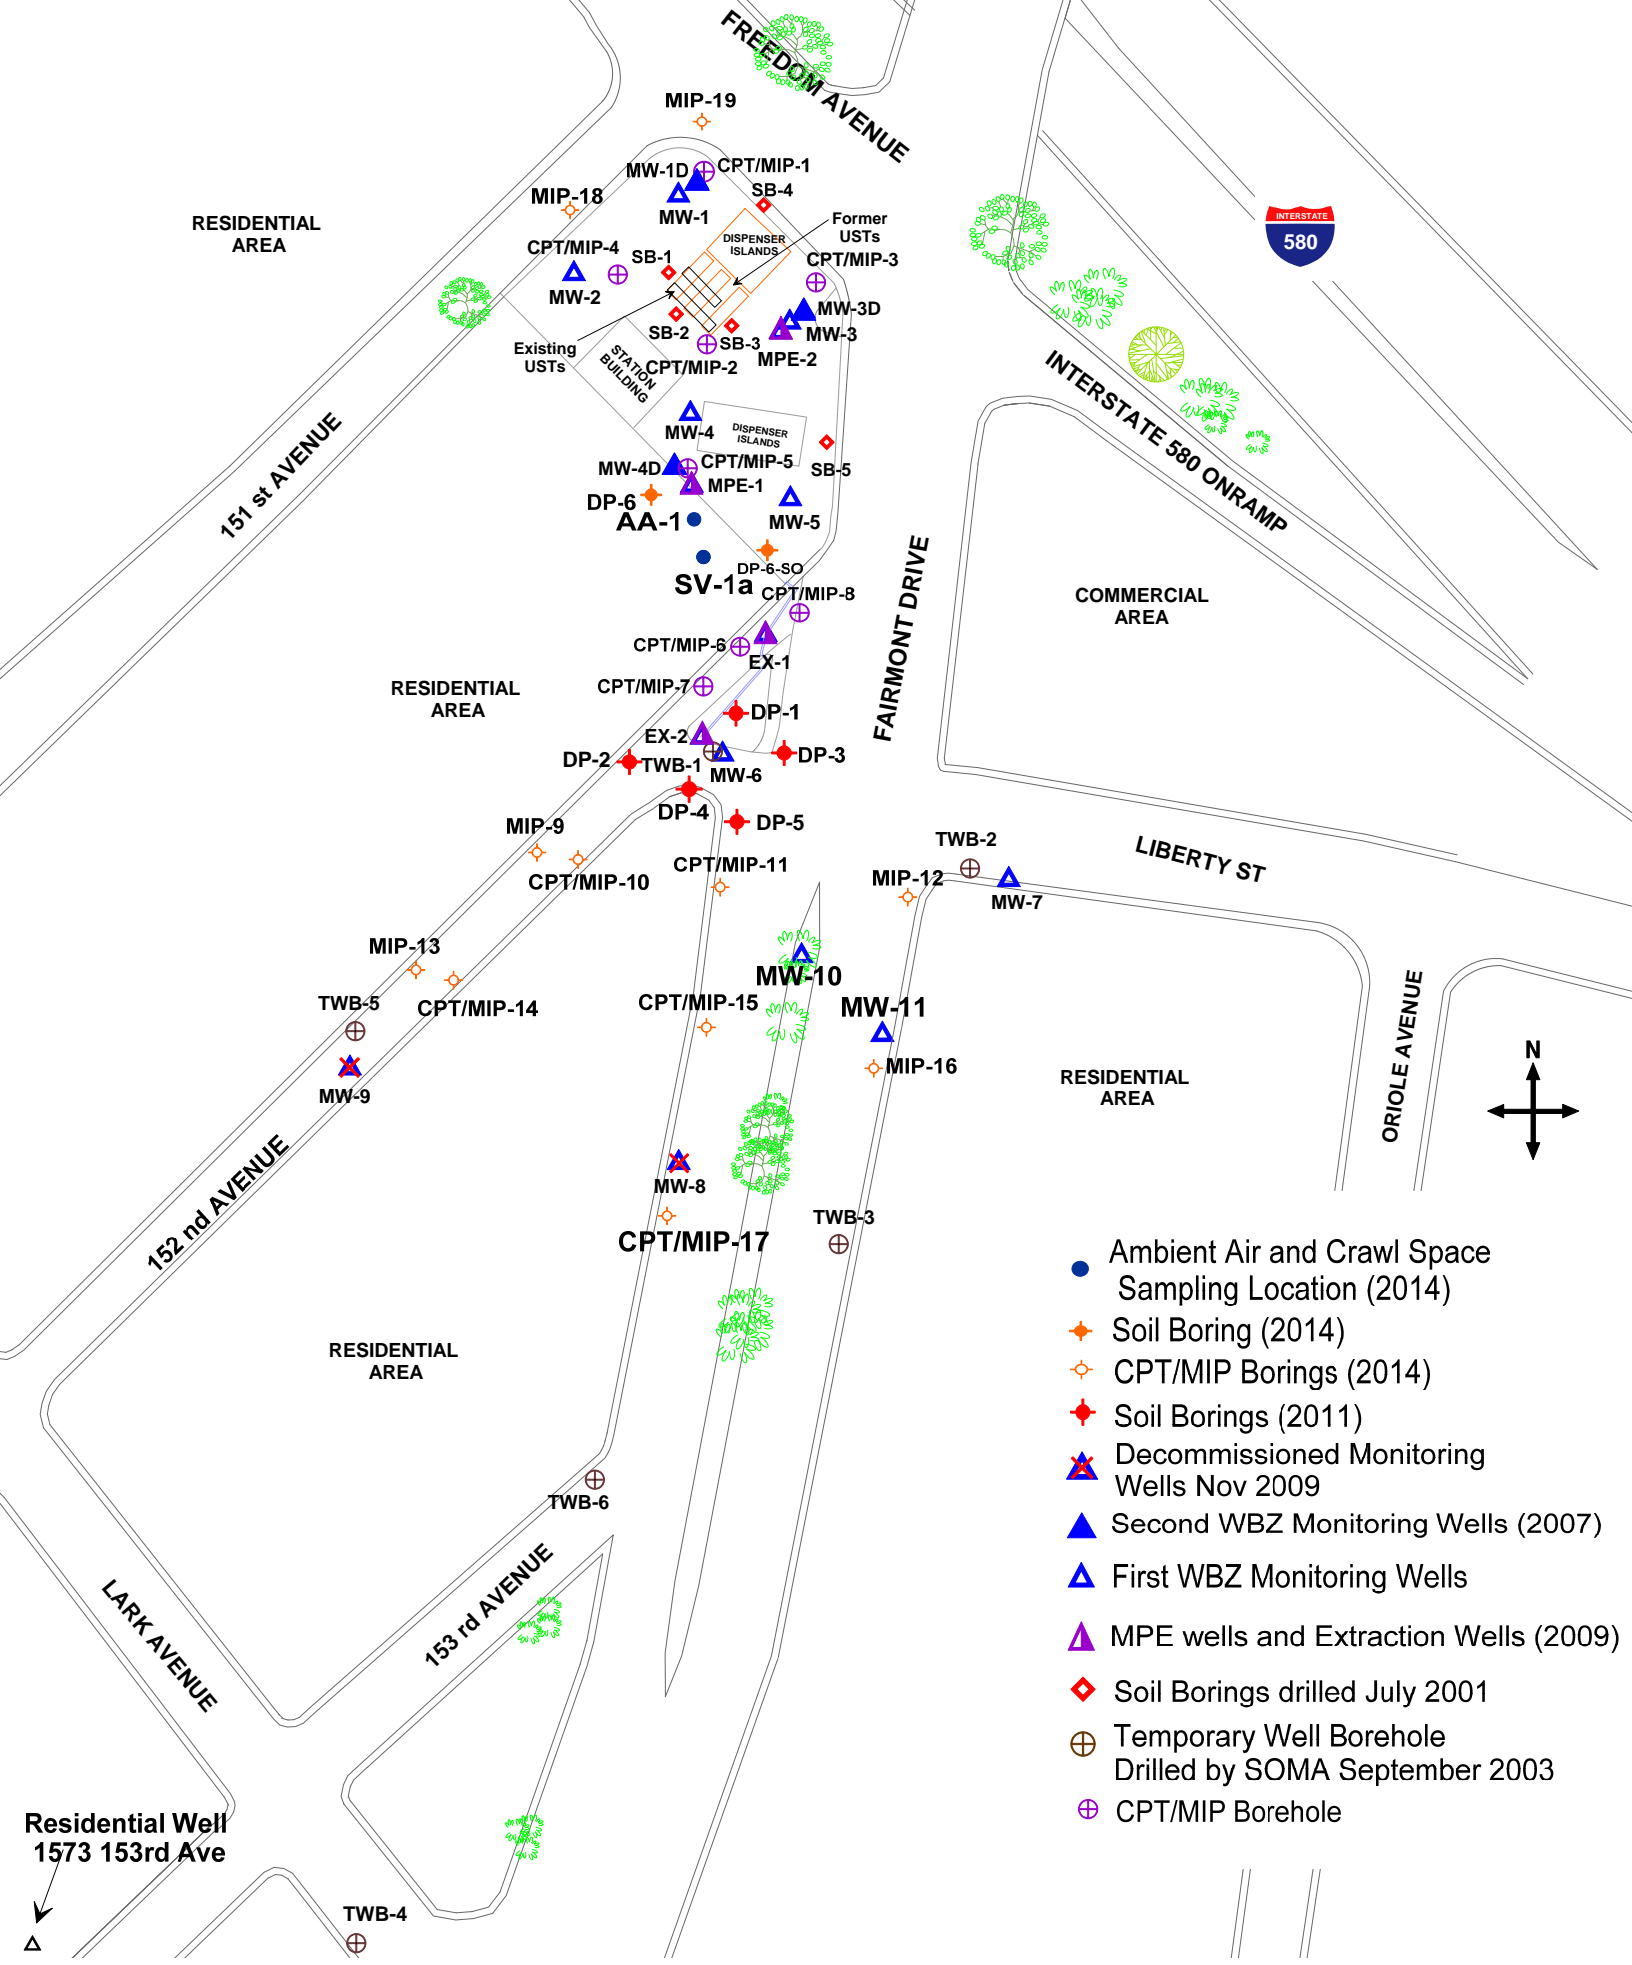 FREEDOM AVENUE
MIP-19
MW-1D
CPT/MIP-1
SB-4
MIP-18
MW-1
Former
USTs
RESIDENTIAL
AREA
INTERSTATE
580
DISPENSER
ISLANDS
CPT/MIP-4
SB-1
CPT/MIP-3
MW-2
MW-3D
SB-2
SB-3
MW-3
Existing
USTs
STATION
BUILDING
CPT/MIP-2
MPE-2
INTERSTATE 580 ONRAMP
MW-4
DISPENSER
ISLANDS
151 st AVENUE
MW-4D
CPT/MIP-5
SB-5
MPE-1
DP-6
AA-1
MW-5
DP-6-SO
SV-1a
CPT/MIP-8
FAIRMONT DRIVE
COMMERCIAL
AREA
CPT/MIP-6
EX-1
CPT/MIP-7
RESIDENTIAL
AREA
DP-1
EX-2
DP-2
TWB-1
MW-6
DP-3
DP-4
DP-5
MIP-9
TWB-2
LIBERTY ST
CPT/MIP-10
CPT/MIP-11
MIP-12
MW-7
MIP-13
MW-10
TWB-5
CPT/MIP-14
CPT/MIP-15
MW-11
ORIOLE AVENUE
N
MIP-16
RESIDENTIAL
AREA
MW-9
152 nd AVENUE
MW-8
TWB-3
CPT/MIP-17
RESIDENTIAL
AREA
Ambient Air and Crawl Space
Sampling Location (2014)
Soil Boring (2014)
CPT/MIP Borings (2014)
Soil Borings (2011)
Decommissioned Monitoring
Wells Nov 2009
Second WBZ Monitoring Wells (2007)
First WBZ Monitoring Wells
MPE wells and Extraction Wells (2009)
Soil Borings drilled July 2001
Temporary Well Borehole
Drilled by SOMA September 2003
CPT/MIP Borehole
TWB-6
153 rd AVENUE
LARK AVENUE
Residential Well
1573 153rd Ave
TWB-4